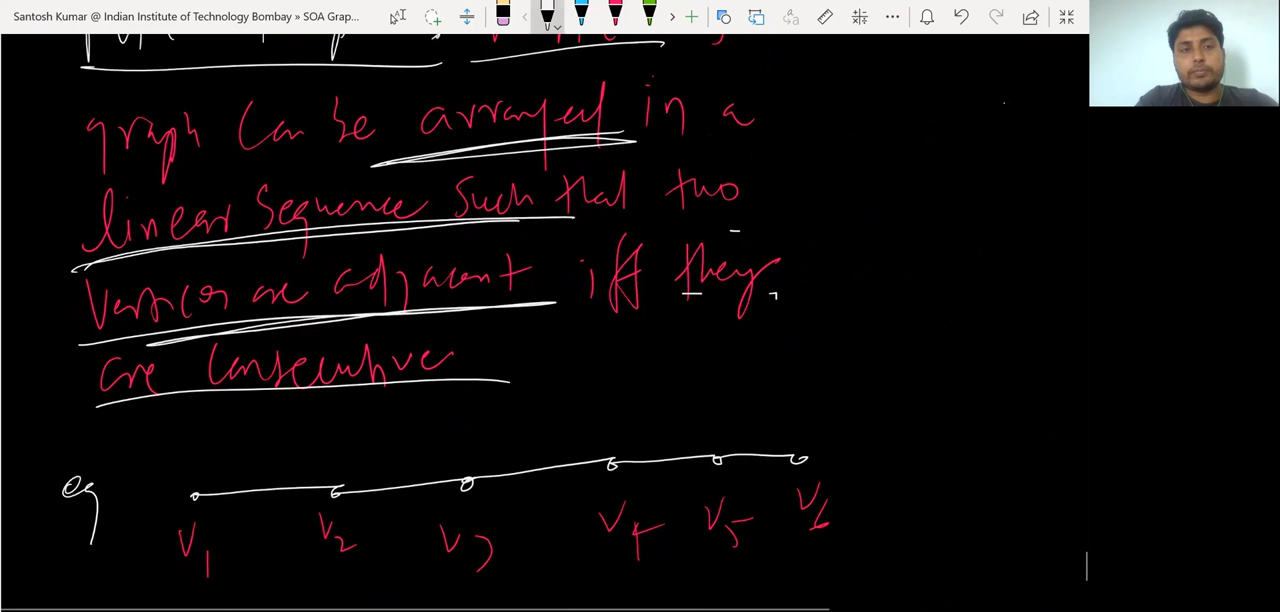 Santosh Kumar @ Indian Institute of Technology Bombay » SOA Grap...
graph can be arranged in a
linear sequence such that two
vertices are adjacent iff they
are consecutive
eg
V1 V2 V3 V4 V5 V6